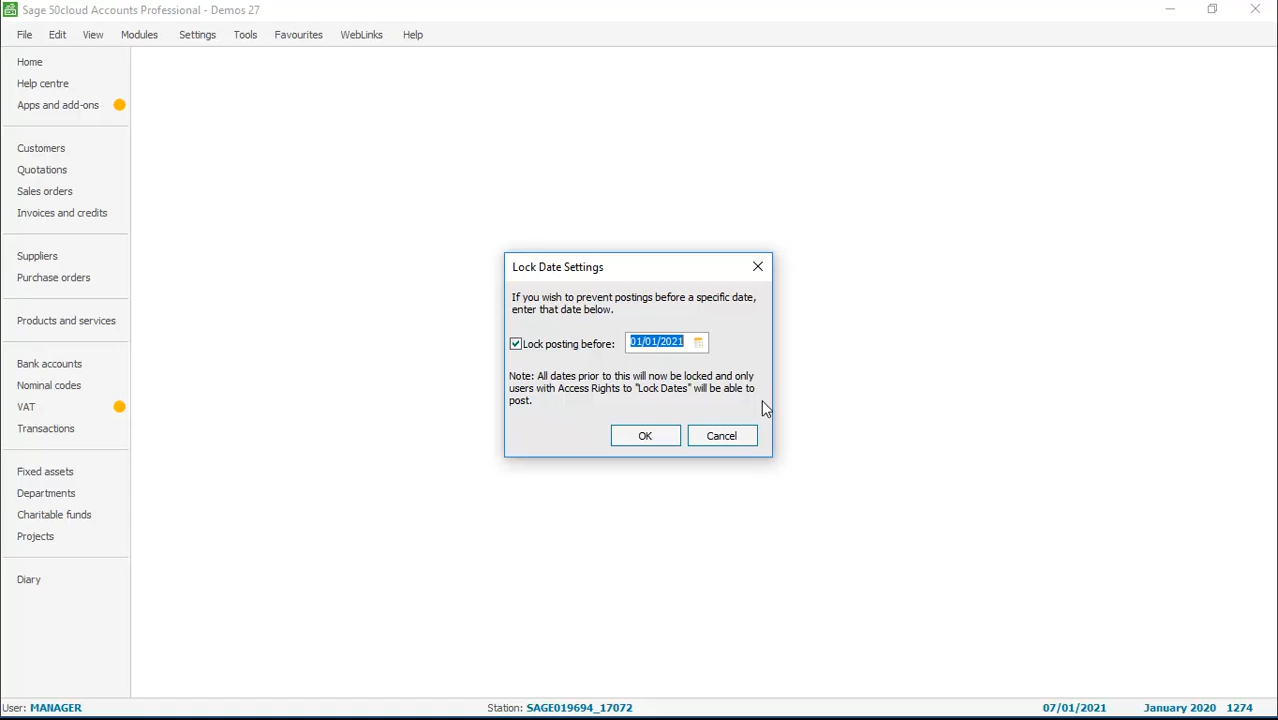 Sage 50cloud Accounts Professional - Demos 27
File Edit View Modules Settings Tools Favourites WebLinks Help
Home
Help centre
Apps and add-ons
Customers
Quotations
Sales orders
Invoices and credits
Suppliers
Purchase orders
Products and services
Bank accounts
Nominal codes
VAT
Transactions
Fixed assets
Departments
Charitable funds
Projects
Diary
Lock Date Settings
If you wish to prevent postings before a specific date,
enter that date below.
Lock posting before: 01/01/2021
Note: All dates prior to this will now be locked and only
users with Access Rights to "Lock Dates" will be able to
post.
OK Cancel
User: MANAGER Station: SAGE019694_17072 07/01/2021 January 2020 1274